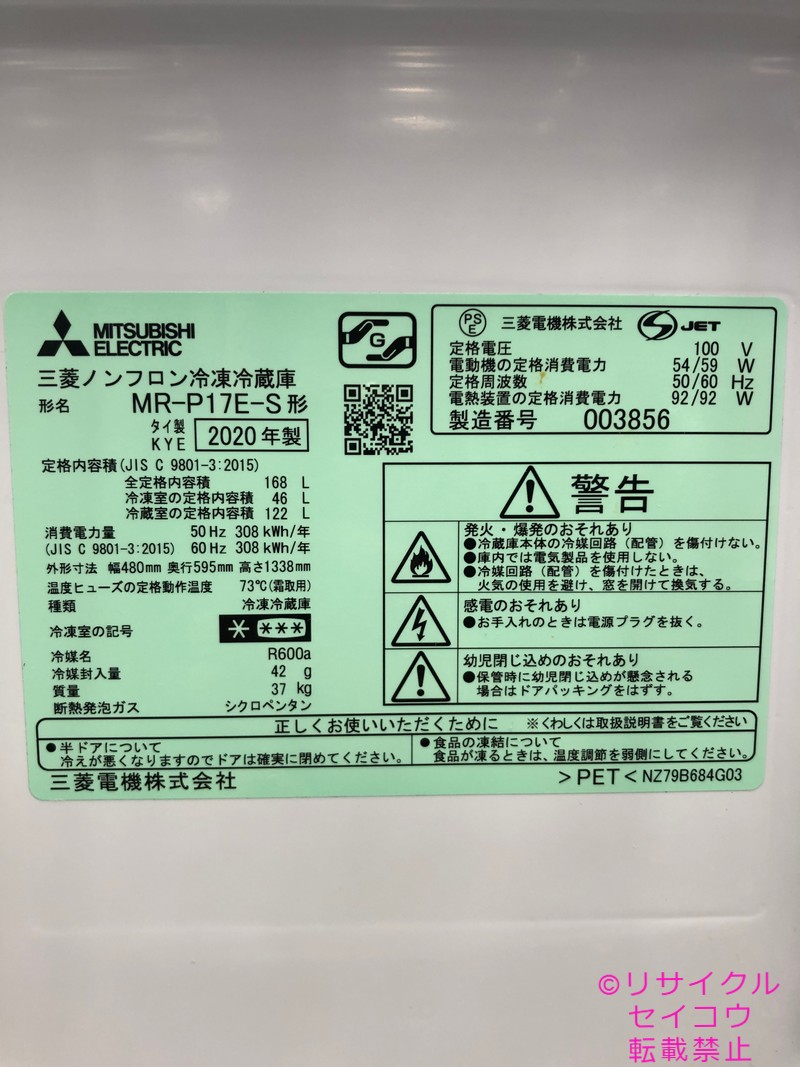 MITSUBISHI
ELECTRIC
G
三菱ノンフロン冷凍冷蔵庫
形名 MR-P17E-S形
タイ製
KYE 2020年製
定格内容積(JIS C 9801-3:2015)
全定格内容積 168 L
冷凍室の定格内容積 46 L
冷蔵室の定格内容積 122 L
消費電力量 50Hz 308kWh/年
(JIS C 9801-3:2015) 60Hz 308kWh/年
外形寸法 幅480mm 奥行595mm 高さ1338mm
温度ヒューズの定格動作温度 73℃(霜取用)
種類 冷凍冷蔵庫
冷凍室の記号
冷媒名 R600a
冷媒封入量 42 g
質量 37 kg
断熱発泡ガス シクロペンタン
PS
E 三菱電機株式会社 JET
定格電圧 100 V
電動機の定格消費電力 54/59 W
定格周波数 50/60 Hz
電熱装置の定格消費電力 92/92 W
製造番号 003856
警告
発火・爆発のおそれあり
●冷蔵庫本体の冷媒回路(配管)を傷付けない。
●庫内では電気製品を使用しない。
●冷媒回路(配管)を傷付けたときは、
火気の使用を避け、窓を開けて換気する。
感電のおそれあり
●お手入れのときは電源プラグを抜く。
幼児閉じ込めのおそれあり
●保管時に幼児閉じ込めが懸念される
場合はドアパッキングをはずす。
正しくお使いいただくために ※くわしくは取扱説明書をご覧ください
●半ドアについて
冷えが悪くなりますのでドアは確実に閉めてください。
●食品の凍結について
食品が凍るときは、温度調節を弱側にしてください。
三菱電機株式会社 >PET< NZ79B684G03
©リサイクル
セイコウ
転載禁止